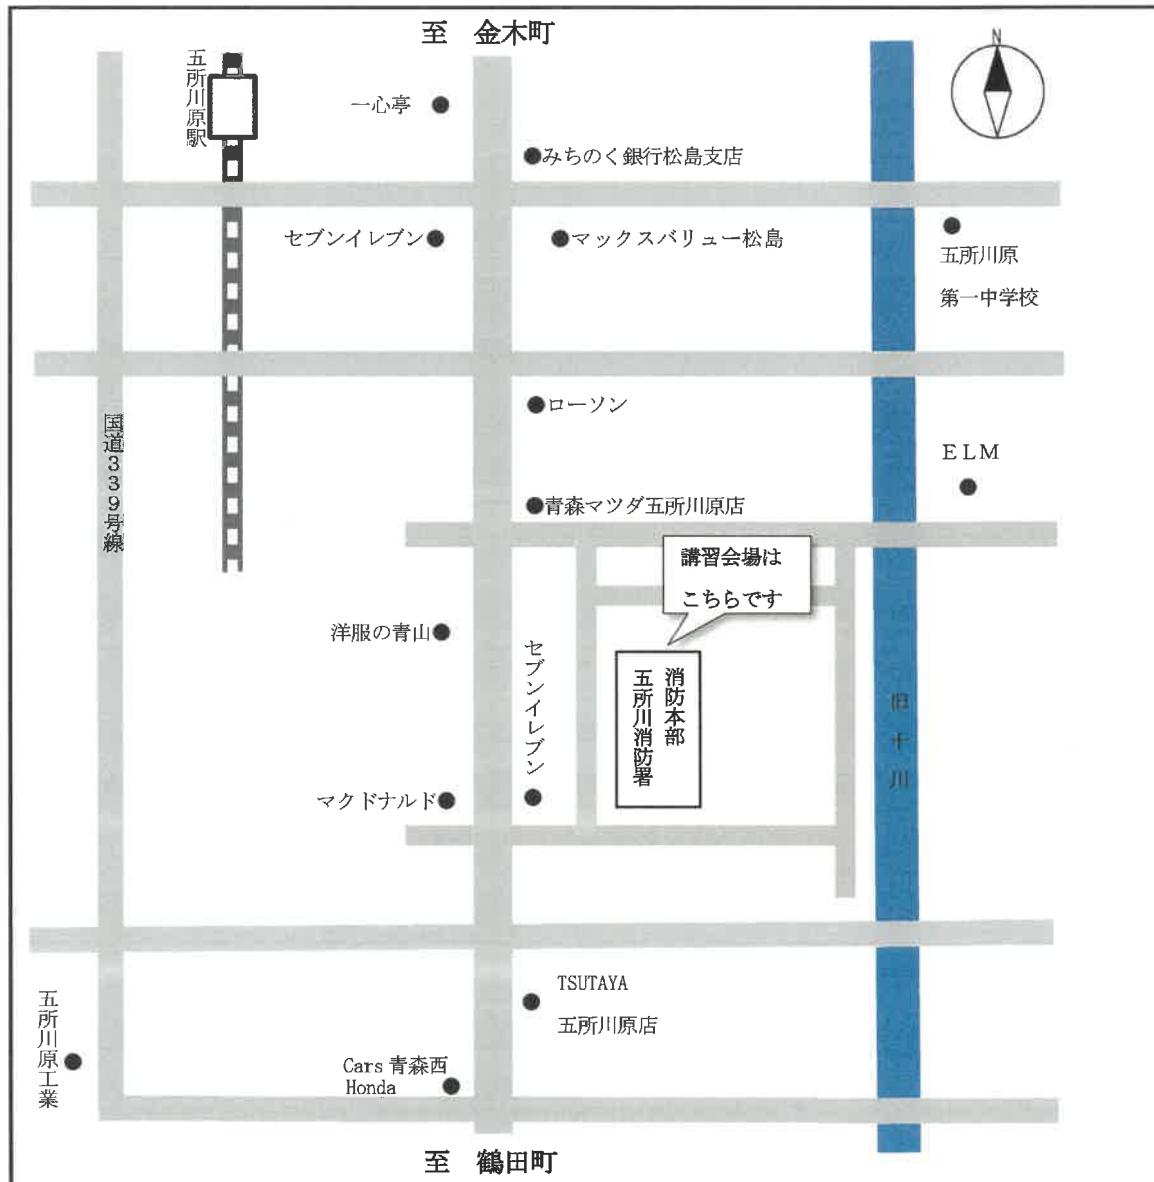 至　金木町
N
五所川原駅
一心亭
みちのく銀行松島支店
セブンイレブン
マックスバリュー松島
五所川原
第一中学校
国道３３９号線
ローソン
ＥＬＭ
青森マツダ五所川原店
講習会場は
こちらです
洋服の青山
セブンイレブン
消防本部
五所川消防署
旧十川
マクドナルド
TSUTAYA
五所川原店
五所川原工業
Cars 青森西
Honda
至　鶴田町